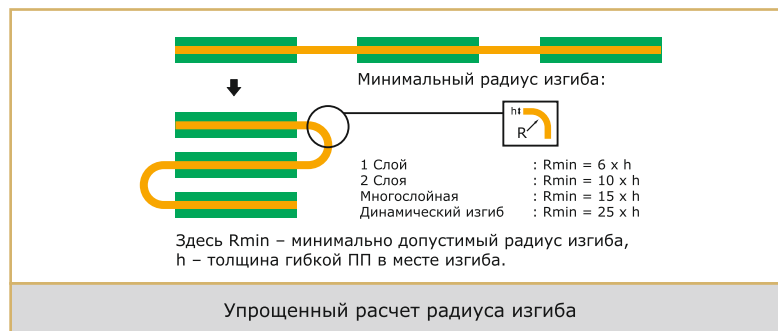 Минимальный радиус изгиба:
h
R
1 Слой : Rmin = 6 x h
2 Слоя : Rmin = 10 x h
Многослойная : Rmin = 15 x h
Динамический изгиб : Rmin = 25 x h
Здесь Rmin – минимально допустимый радиус изгиба,
h – толщина гибкой ПП в месте изгиба.
Упрощенный расчет радиуса изгиба